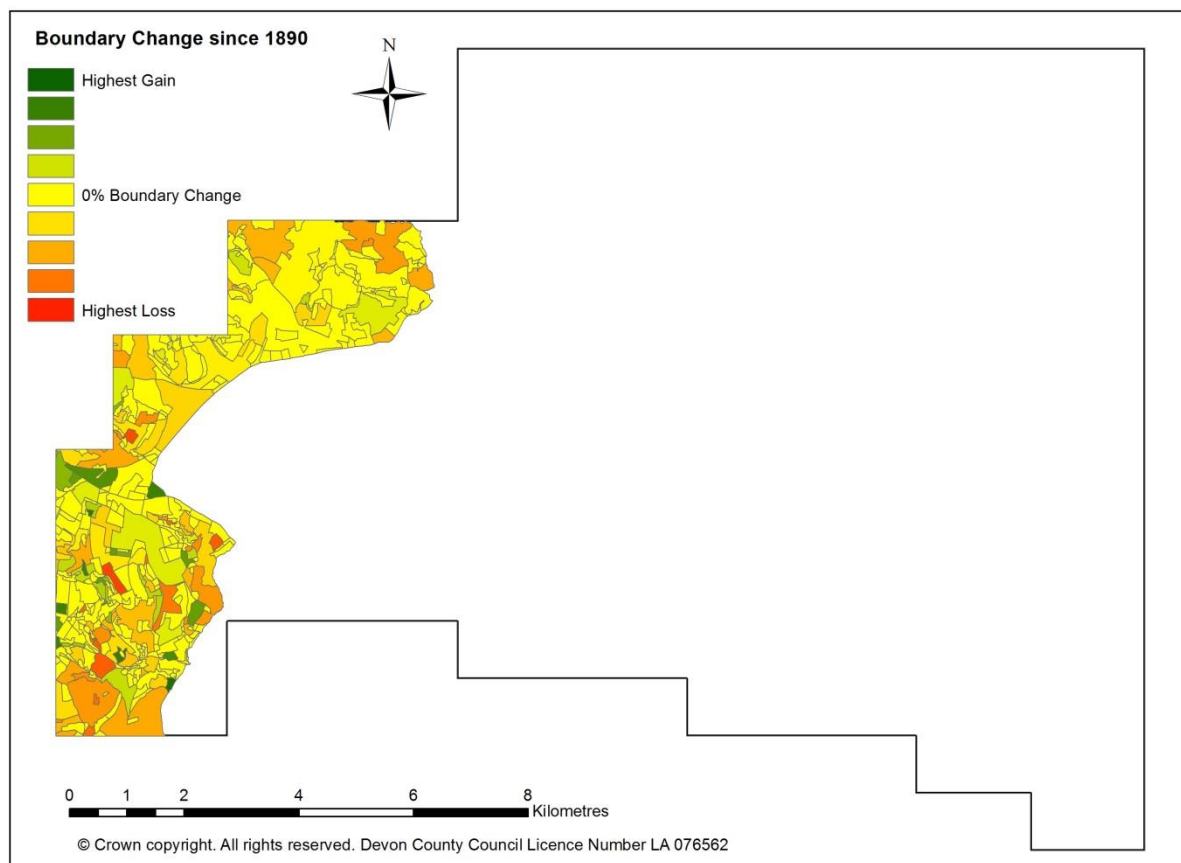 Boundary Change since 1890
N
Highest Gain
0% Boundary Change
Highest Loss
0 1 2 4 6 8
Kilometres
© Crown copyright. All rights reserved. Devon County Council Licence Number LA 076562